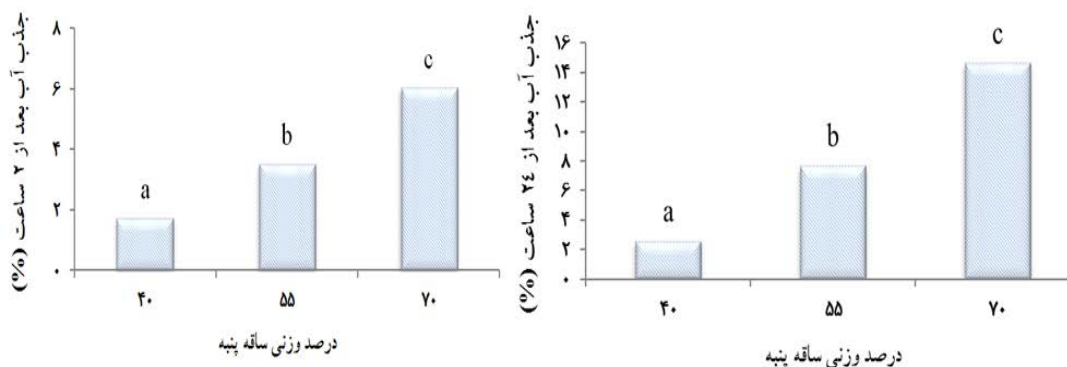 جذب آب بعد از ۲ ساعت (%)
۸
۶
۴
۲
۰
a
b
c
۴۰ ۵۵ ۷۰
درصد وزنی ساقه پنبه
جذب آب بعد از ۲۴ ساعت (%)
۱۶
۱۴
۱۲
۱۰
۸
۶
۴
۲
۰
a
b
c
۴۰ ۵۵ ۷۰
درصد وزنی ساقه پنبه